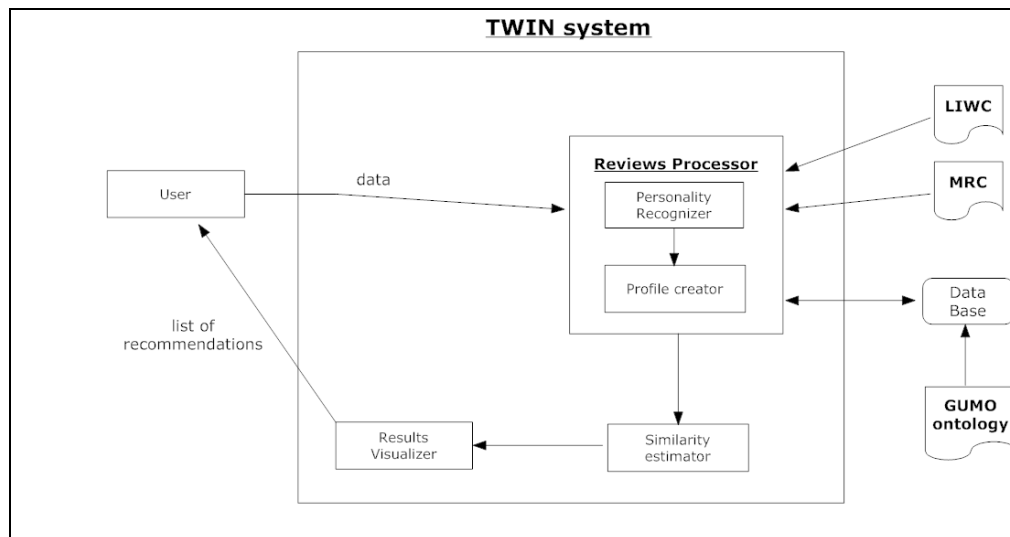 TWIN system
LIWC
Reviews Processor
data
User
Personality
Recognizer
MRC
Profile creator
Data
Base
list of
recommendations
GUMO
ontology
Results
Visualizer
Similarity
estimator